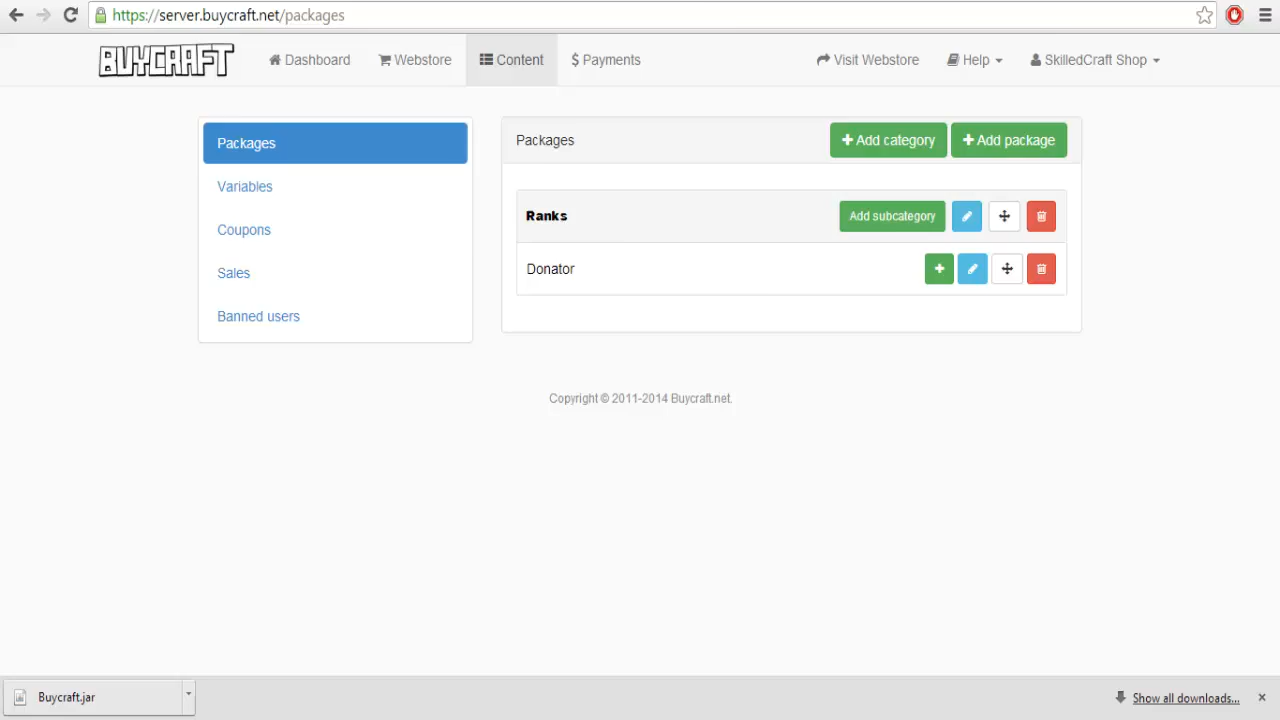 https://server.buycraft.net/packages
BUYCRAFT Dashboard Webstore Content $ Payments Visit Webstore Help SkilledCraft Shop
Packages
Variables
Coupons
Sales
Banned users
Packages + Add category + Add package
Ranks Add subcategory
Donator
Copyright © 2011-2014 Buycraft.net.
Buycraft.jar Show all downloads...